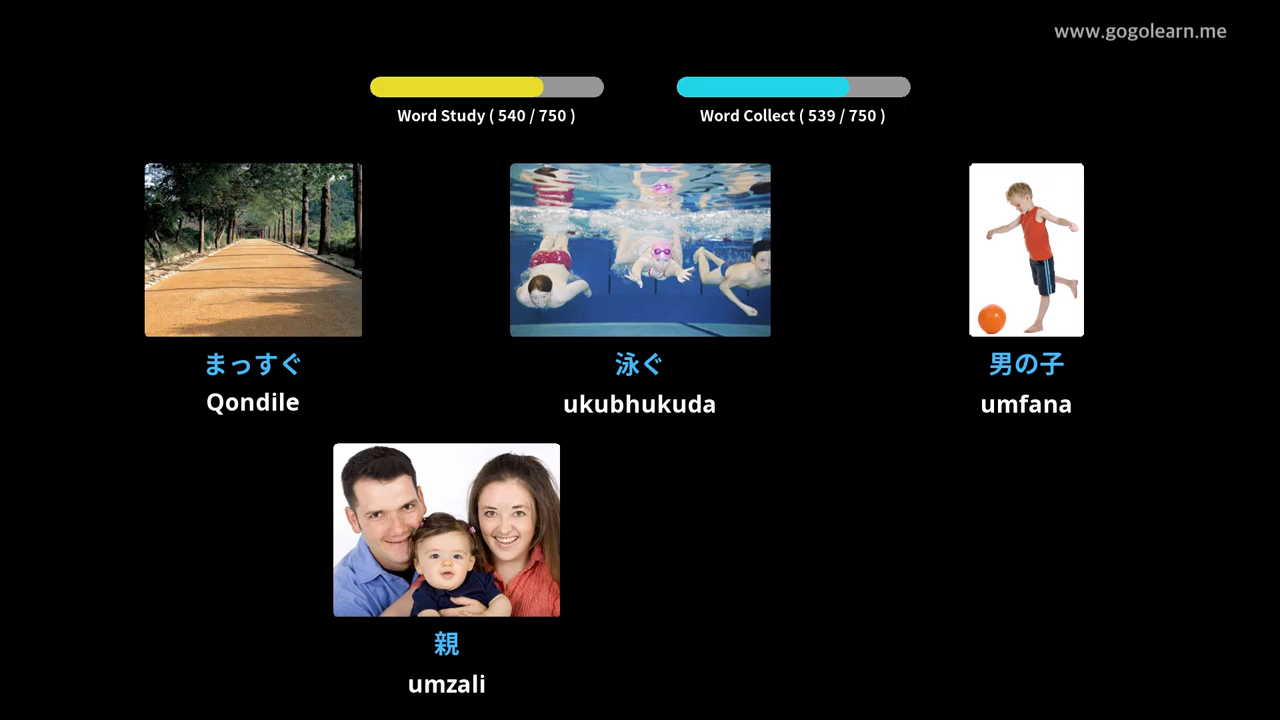 www.gogolearn.me
Word Study ( 540 / 750 )
Word Collect ( 539 / 750 )
まっすぐ
Qondile
泳ぐ
ukubhukuda
男の子
umfana
親
umzali